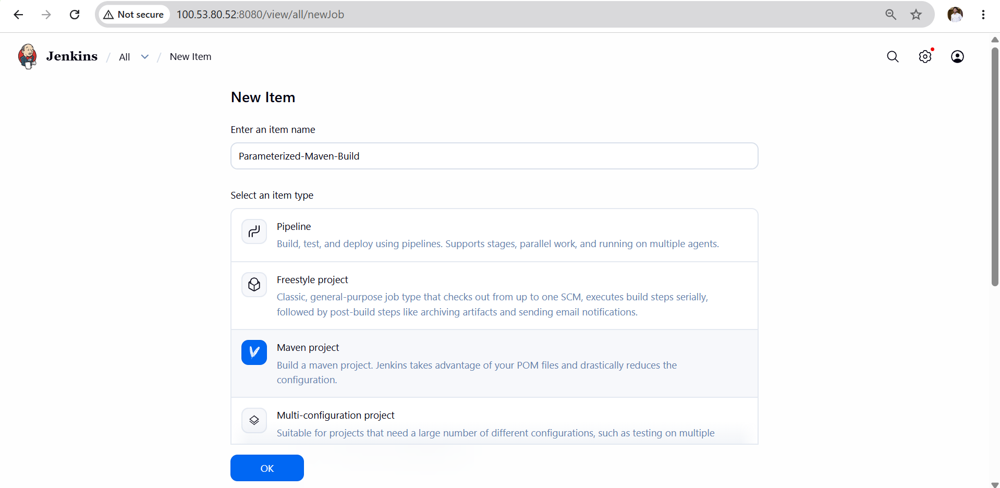 Not secure
100.53.80.52:8080/view/all/newJob
Jenkins / All / New Item
New Item
Enter an item name
Parameterized-Maven-Build
Select an item type
Pipeline
Build, test, and deploy using pipelines. Supports stages, parallel work, and running on multiple agents.
Freestyle project
Classic, general-purpose job type that checks out from up to one SCM, executes build steps serially,
followed by post-build steps like archiving artifacts and sending email notifications.
Maven project
Build a maven project. Jenkins takes advantage of your POM files and drastically reduces the
configuration.
Multi-configuration project
Suitable for projects that need a large number of different configurations, such as testing on multiple
OK